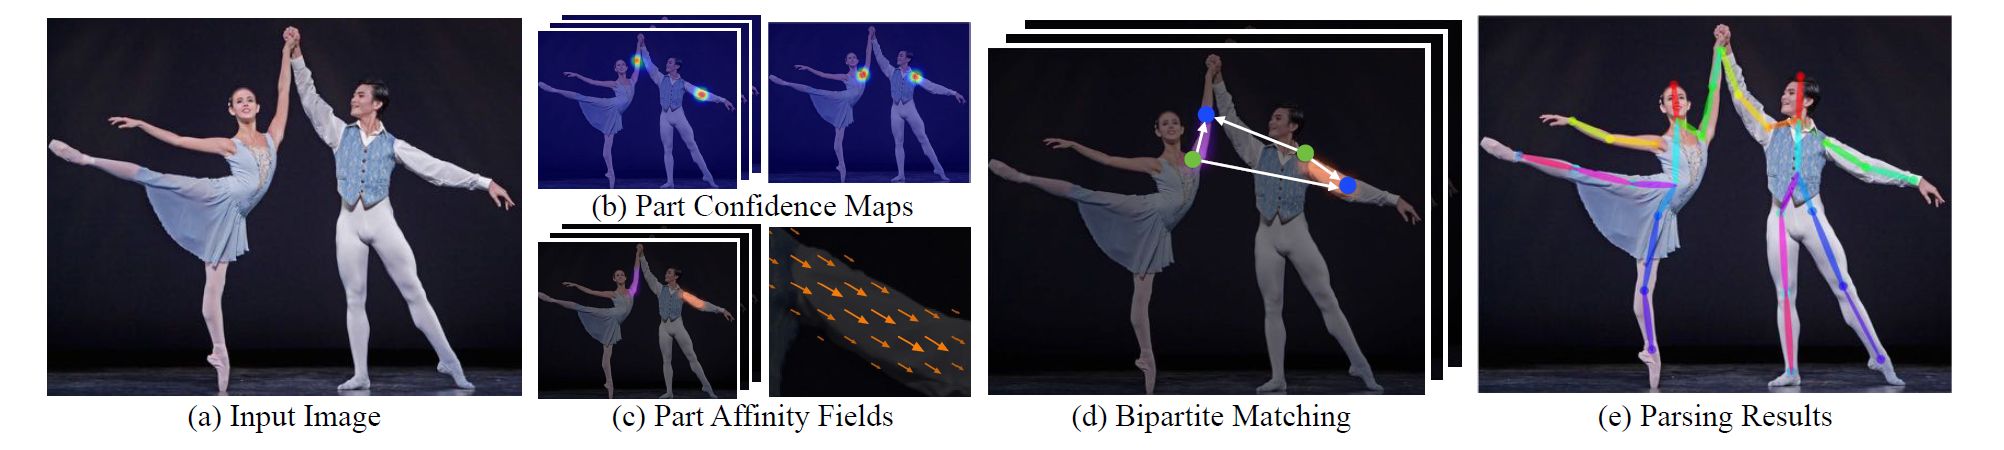 (a) Input Image
(b) Part Confidence Maps
(c) Part Affinity Fields
(d) Bipartite Matching
(e) Parsing Results